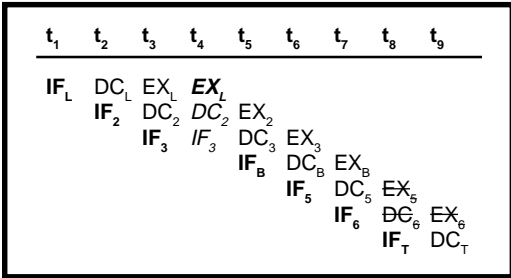 t1 t2 t3 t4 t5 t6 t7 t8 t9
IFL DCL EXL EXL
IF2 DC2 DC2 EX2
IF3 IF3 DC3 EX3
IFB DCB EXB
IF5 DC5 EX5
IF6 DC6 EX6
IFT DCT